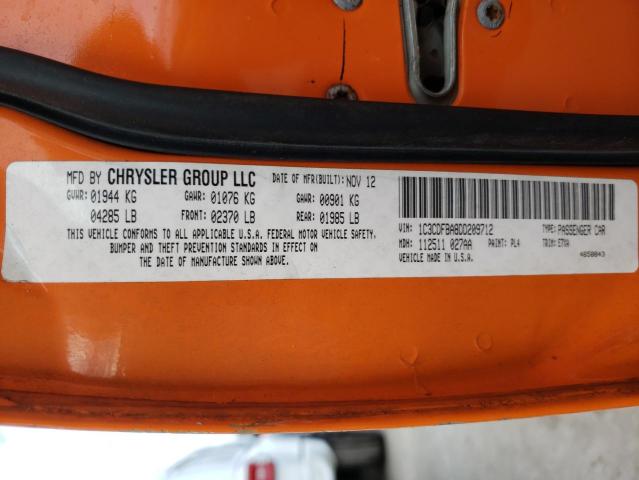 MFD BY CHRYSLER GROUP LLC DATE OF MFR(BUILT): NOV 12
GVWR: 01944 KG GAWR: 01076 KG GAWR: 00901 KG
04285 LB FRONT: 02370 LB REAR: 01985 LB
THIS VEHICLE CONFORMS TO ALL APPLICABLE U.S.A. FEDERAL MOTOR VEHICLE SAFETY,
BUMPER AND THEFT PREVENTION STANDARDS IN EFFECT ON
THE DATE OF MANUFACTURE SHOWN ABOVE.
VIN: 1C3CDFBA8DD209712 TYPE: PASSENGER CAR
MDH: 112511 027AA PAINT: PL4 TRIM: E7VA
VEHICLE MADE IN U.S.A. 4650843